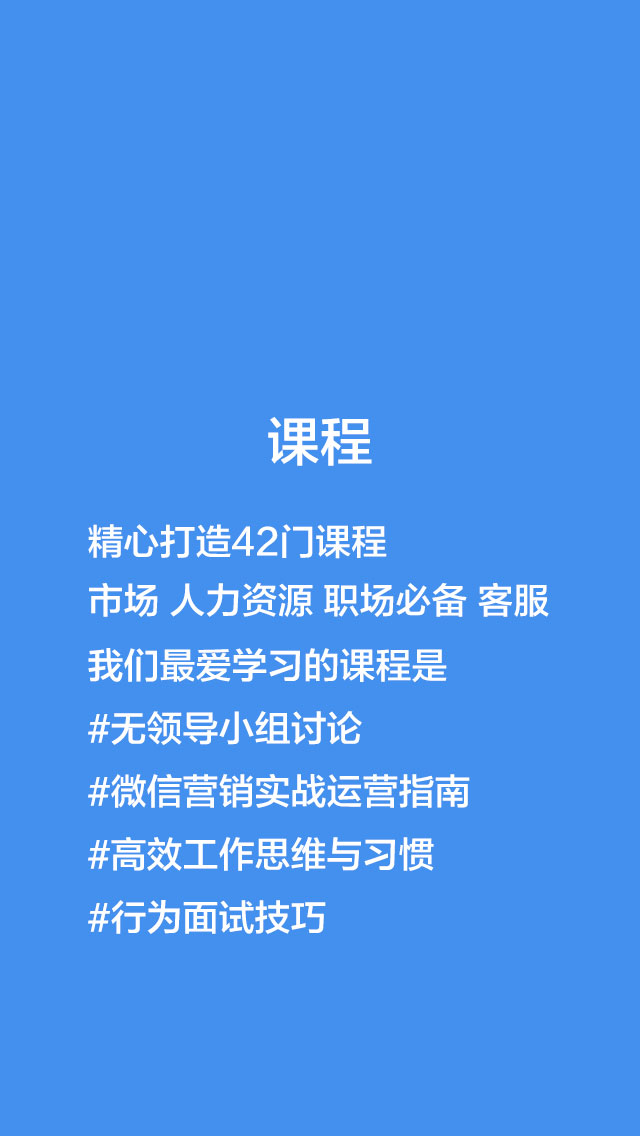 课程
精心打造42门课程
市场 人力资源 职场必备 客服
我们最爱学习的课程是
#无领导小组讨论
#微信营销实战运营指南
#高效工作思维与习惯
#行为面试技巧